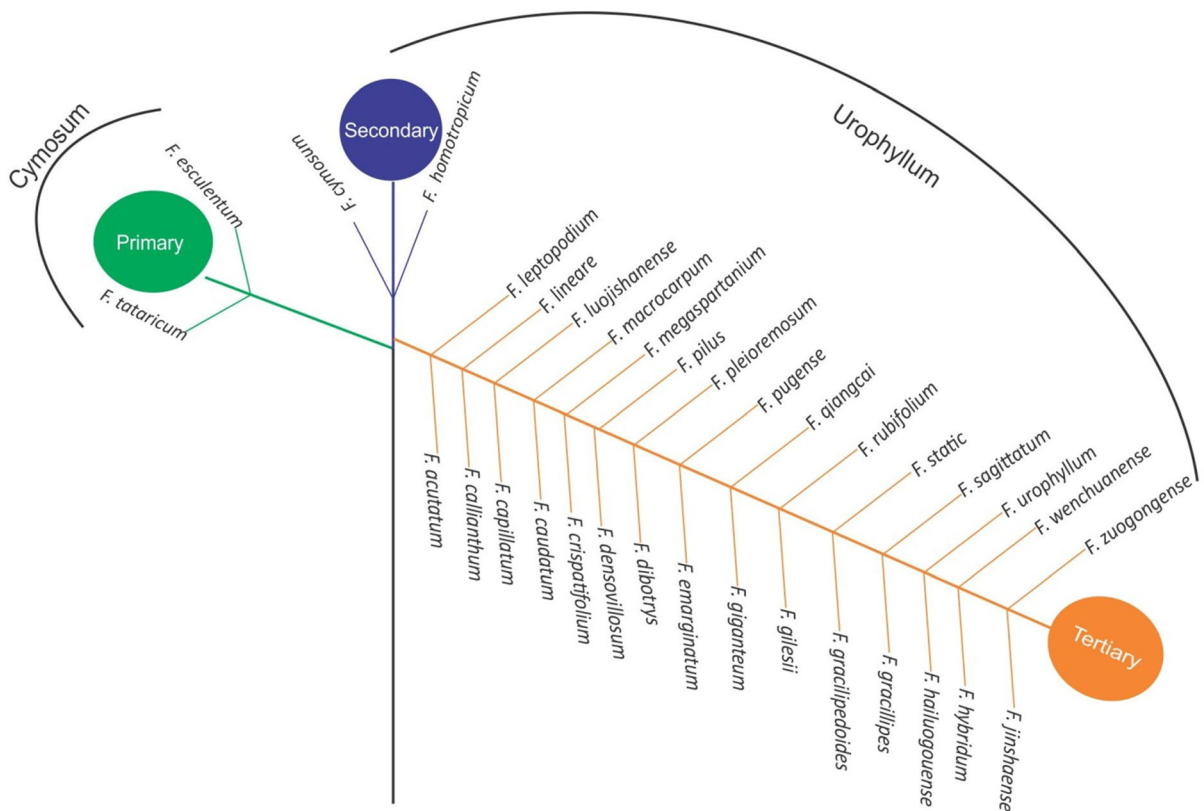 Cymosum
Primary
F. esculentum
F. tataricum
Secondary
F. cymosum
F. homotropicum
Urophyllum
F. leptopodium
F. lineare
F. luojishanense
F. macrocarpum
F. megaspartanium
F. pilus
F. pleioremosum
F. pugense
F. qiangcai
F. rubifolium
F. static
F. sagittatum
F. urophyllum
F. wenchuanense
F. zuogongense
F. acutatum
F. callianthum
F. capillatum
F. caudatum
F. crispatifolium
F. densovillosum
F. dibotrys
F. emarginatum
F. giganteum
F. gilesii
F. gracilipedoides
F. gracillipes
F. hailuogouense
F. hybridum
F. jinshaense
Tertiary